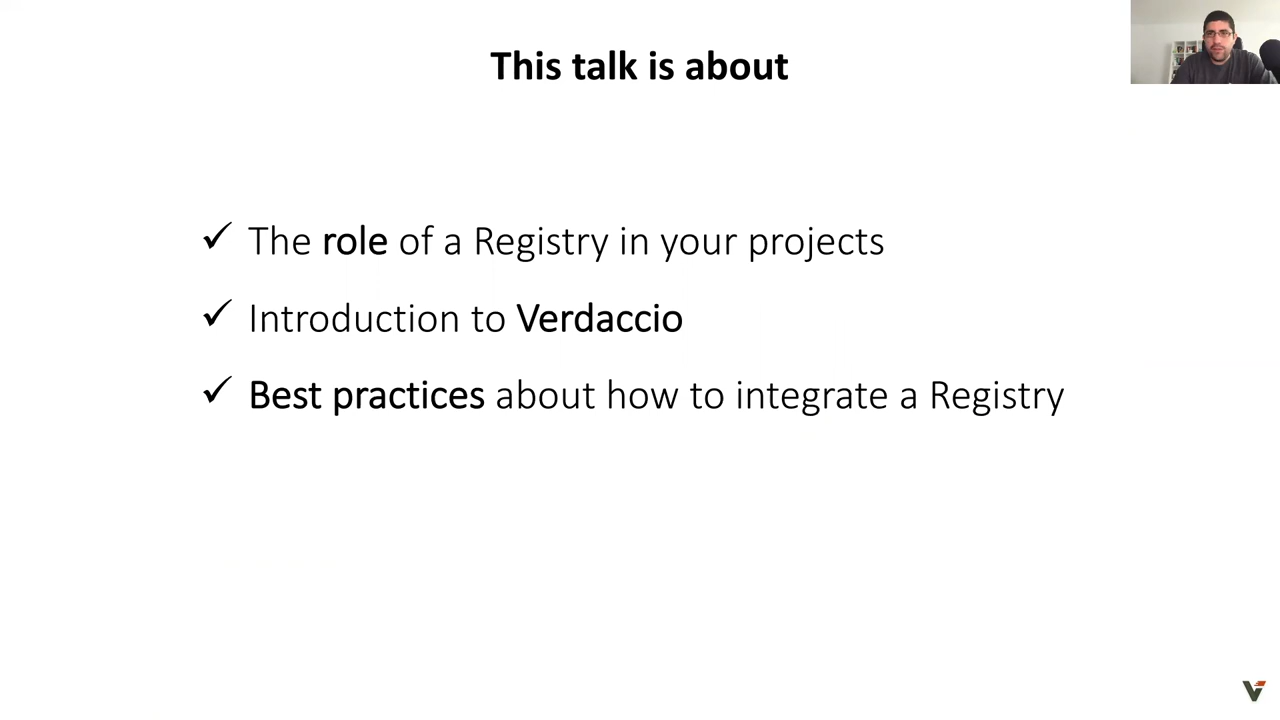 This talk is about
✓ The role of a Registry in your projects
✓ Introduction to Verdaccio
✓ Best practices about how to integrate a Registry